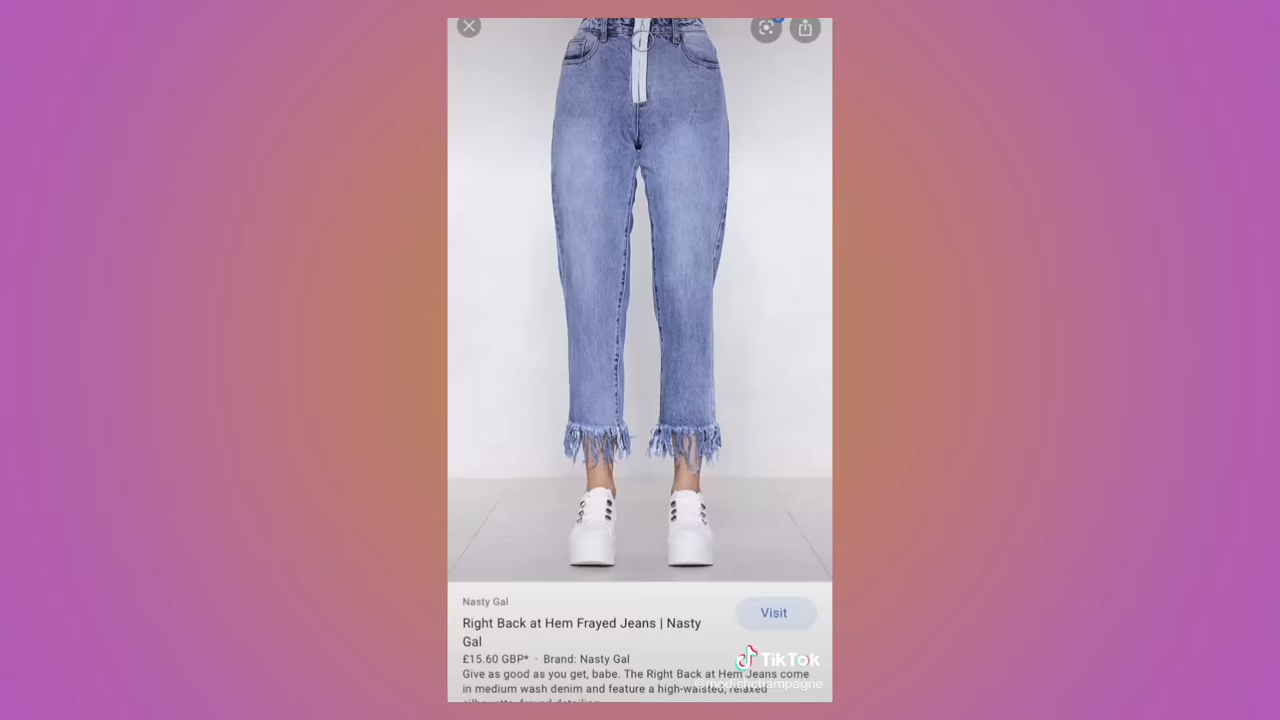 Nasty Gal
Visit
Right Back at Hem Frayed Jeans | Nasty
Gal
£15.60 GBP* · Brand: Nasty Gal
Give as good as you get, babe. The Right Back at Hem Jeans come
in medium wash denim and feature a high-waisted, relaxed
TikTok
@modishchampagne